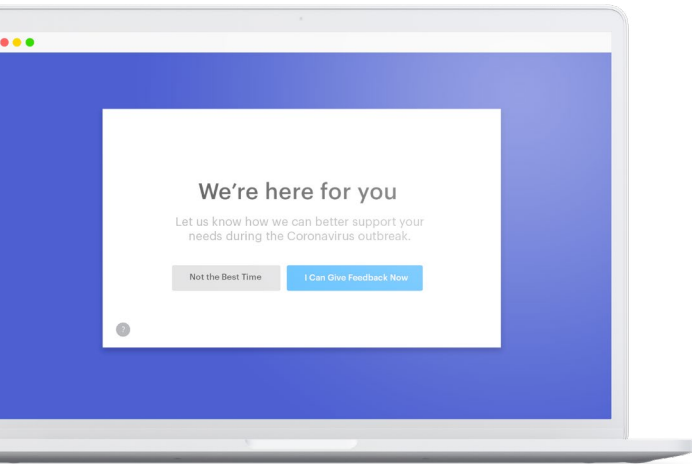 We're here for you
Let us know how we can better support your
needs during the Coronavirus outbreak.
Not the Best Time
I Can Give Feedback Now
?